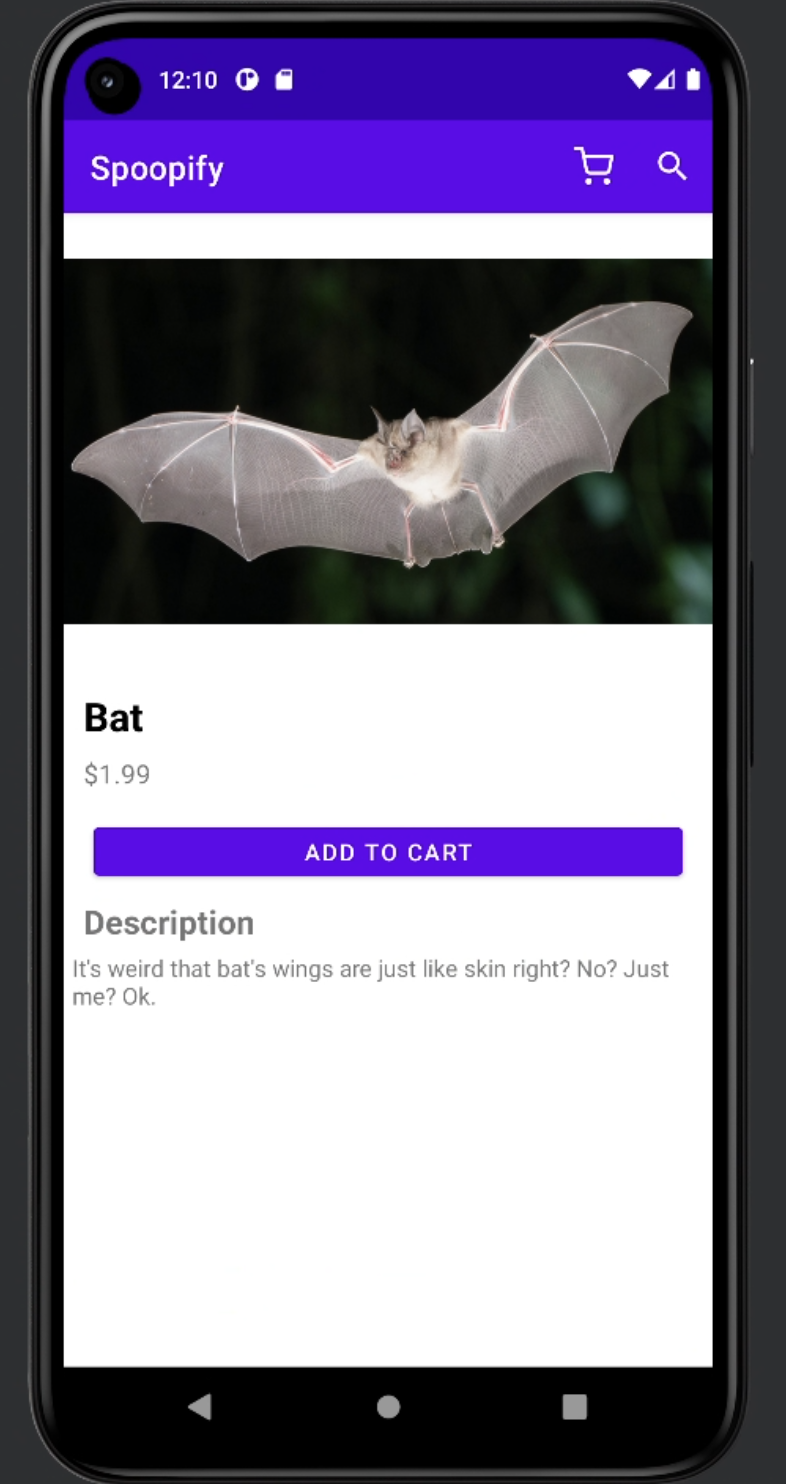 12:10
Spoopify
Bat
$1.99
ADD TO CART
Description
It's weird that bat's wings are just like skin right? No? Just
me? Ok.